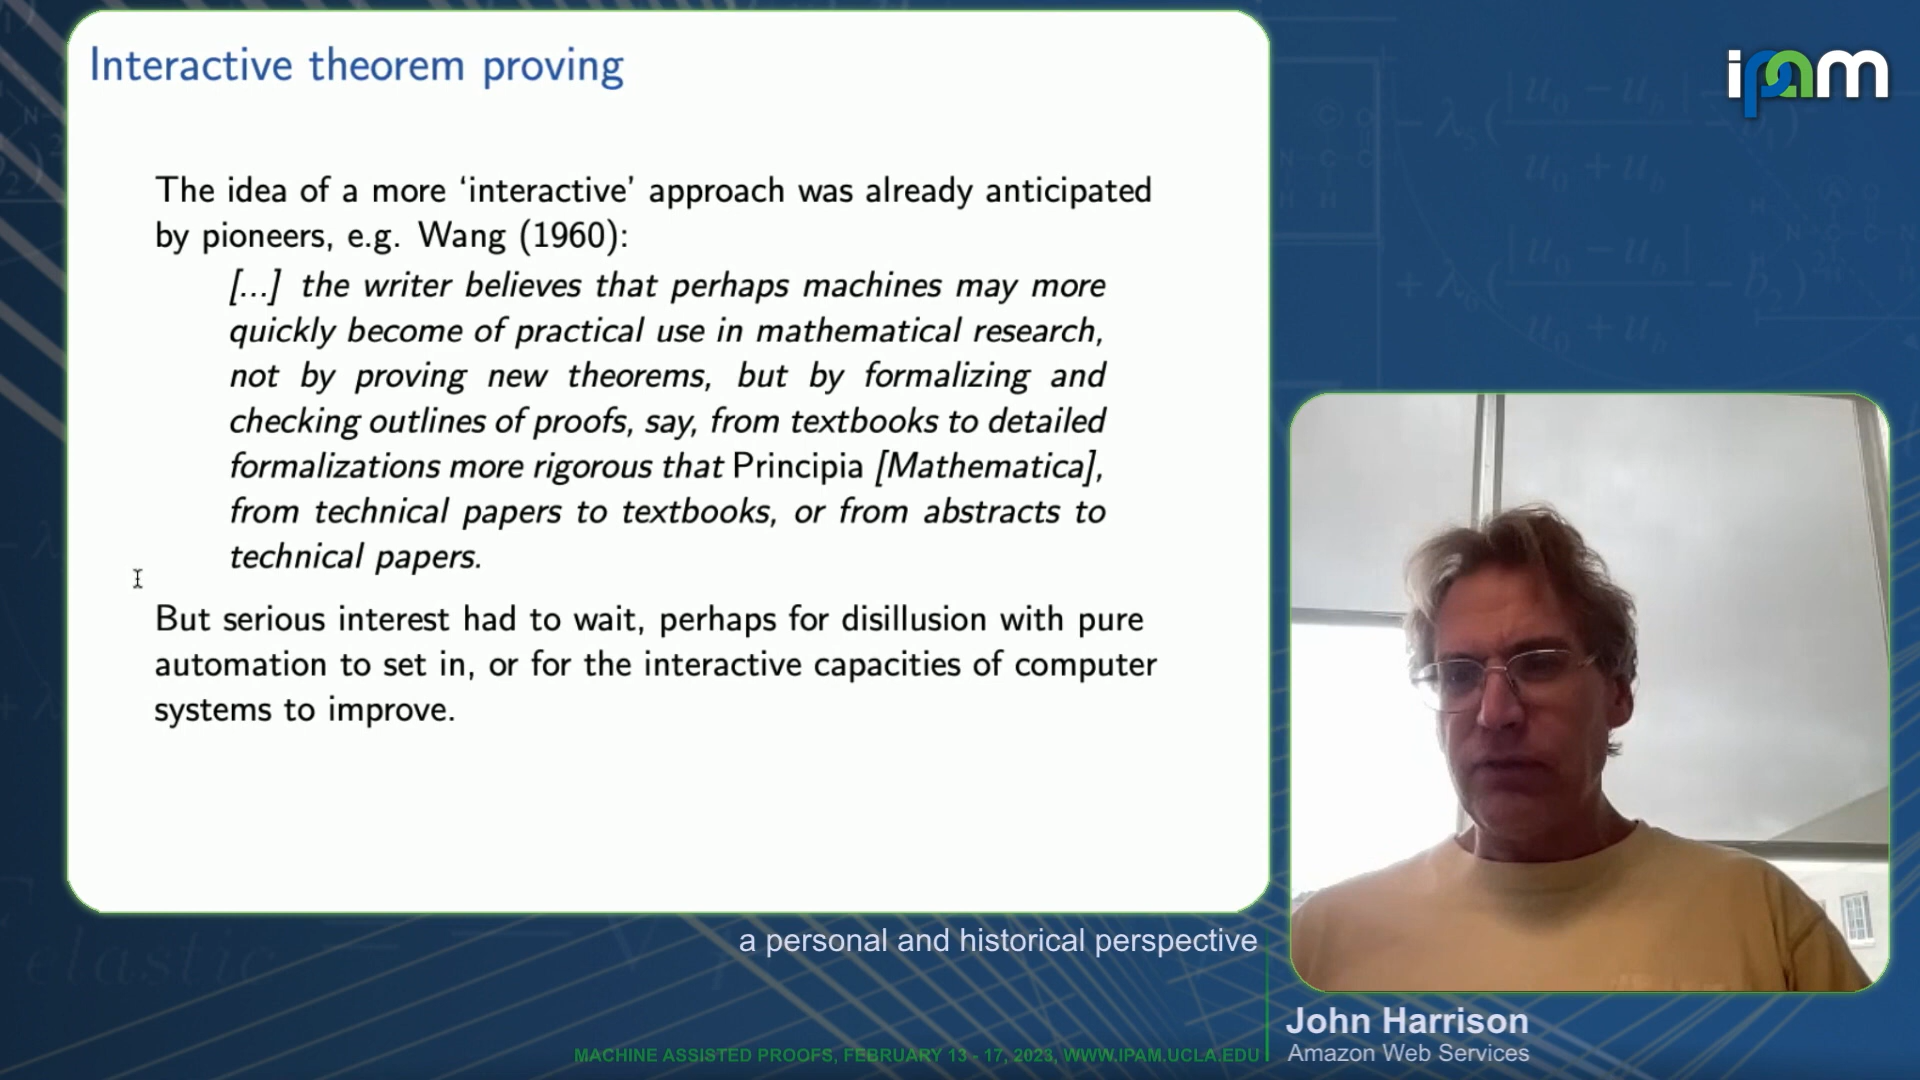 Interactive theorem proving
ipam
The idea of a more ‘interactive’ approach was already anticipated
by pioneers, e.g. Wang (1960):
[...] the writer believes that perhaps machines may more
quickly become of practical use in mathematical research,
not by proving new theorems, but by formalizing and
checking outlines of proofs, say, from textbooks to detailed
formalizations more rigorous that Principia [Mathematica],
from technical papers to textbooks, or from abstracts to
technical papers.
But serious interest had to wait, perhaps for disillusion with pure
automation to set in, or for the interactive capacities of computer
systems to improve.
elastic
a personal and historical perspective
John Harrison
Amazon Web Services
MACHINE ASSISTED PROOFS, FEBRUARY 13 - 17, 2023, WWW.IPAM.UCLA.EDU